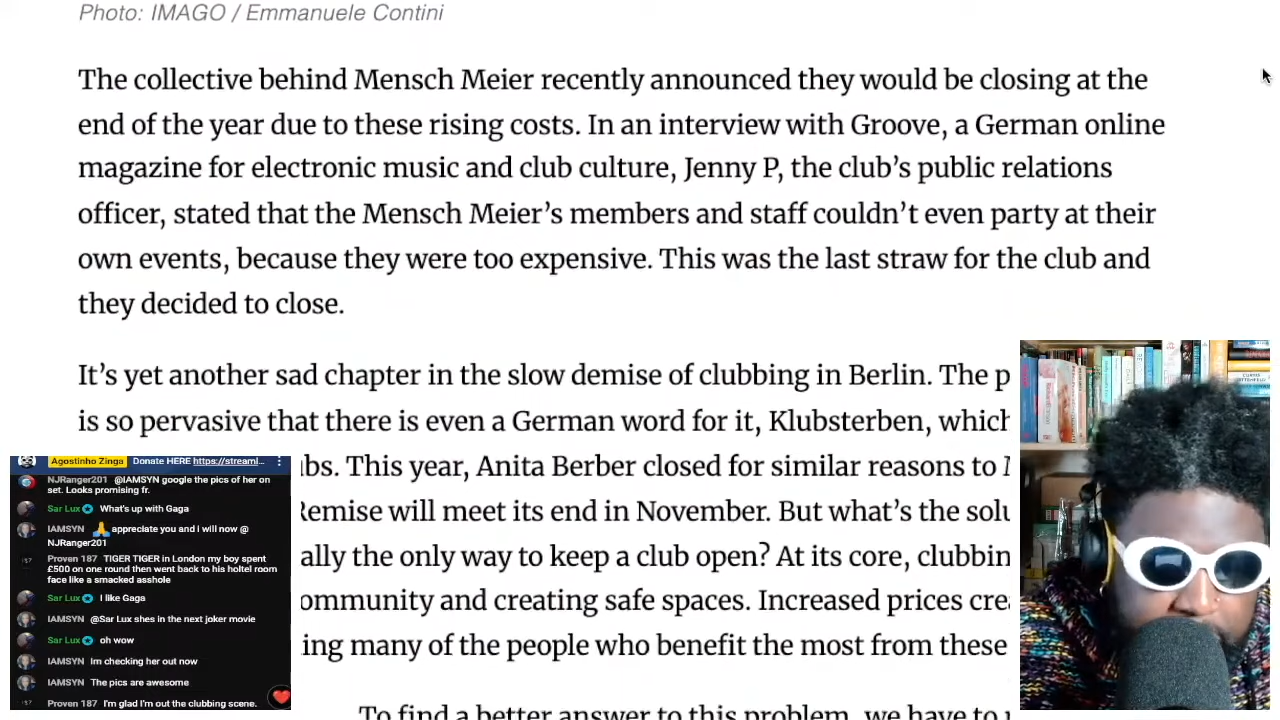 Photo: IMAGO / Emmanuele Contini
The collective behind Mensch Meier recently announced they would be closing at the
end of the year due to these rising costs. In an interview with Groove, a German online
magazine for electronic music and club culture, Jenny P, the club’s public relations
officer, stated that the Mensch Meier’s members and staff couldn’t even party at their
own events, because they were too expensive. This was the last straw for the club and
they decided to close.
It’s yet another sad chapter in the slow demise of clubbing in Berlin. The p
is so pervasive that there is even a German word for it, Klubsterben, which
ubs. This year, Anita Berber closed for similar reasons to
Remise will meet its end in November. But what’s the solu
ally the only way to keep a club open? At its core, clubbin
ommunity and creating safe spaces. Increased prices crea
ing many of the people who benefit the most from these
To find a better answer to this problem, we have to
Agostinho Zinga Donate HERE https://streaml...
NJRanger201 @IAMSYN google the pics of her on
set. Looks promising fr.
Sar Lux What's up with Gaga
IAMSYN 🙏 appreciate you and i will now @
NJRanger201
Proven 187 TIGER TIGER in London my boy spent
£500 on one round then went back to his holtel room
face like a smacked asshole
Sar Lux I like Gaga
IAMSYN @Sar Lux shes in the next joker movie
Sar Lux oh wow
IAMSYN Im checking her out now
IAMSYN The pics are awesome
Proven 187 I'm glad I'm out the clubbing scene.